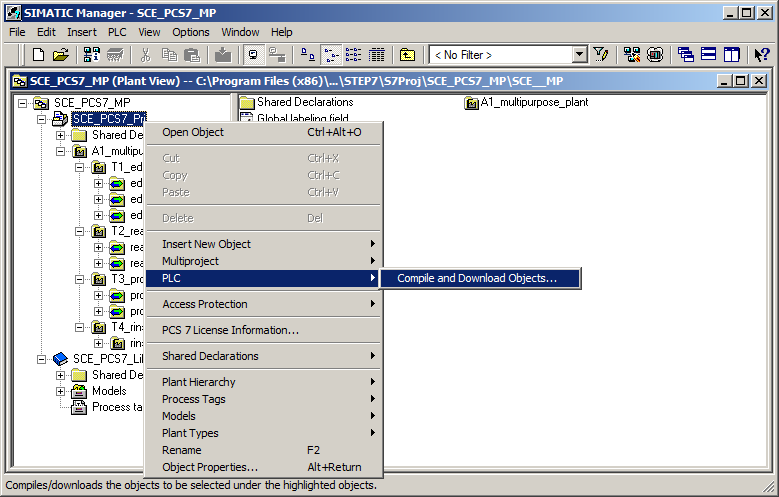 SIMATIC Manager - SCE_PCS7_MP
File Edit Insert PLC View Options Window Help
< No Filter >
SCE_PCS7_MP (Plant View) -- C:\Program Files (x86)\...\STEP7\S7Proj\SCE_PCS7_MP\SCE__MP
SCE_PCS7_MP
SCE_PCS7_Prj
Shared De
A1_multipu
T1_ed
ed
ed
ed
T2_rea
rea
rea
T3_pro
pro
pro
T4_rin
rins
SCE_PCS7_Lil
Shared De
Models
Process ta
Shared Declarations
A1_multipurpose_plant
Global labeling field
Open Object Ctrl+Alt+O
Cut Ctrl+X
Copy Ctrl+C
Paste Ctrl+V
Delete Del
Insert New Object
Multiproject
PLC
Compile and Download Objects...
Access Protection
PCS 7 License Information...
Shared Declarations
Plant Hierarchy
Process Tags
Models
Plant Types
Rename F2
Object Properties... Alt+Return
Compiles/downloads the objects to be selected under the highlighted objects.